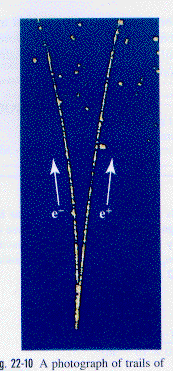 e⁻ e⁺
g. 22-10 A photograph of trails of